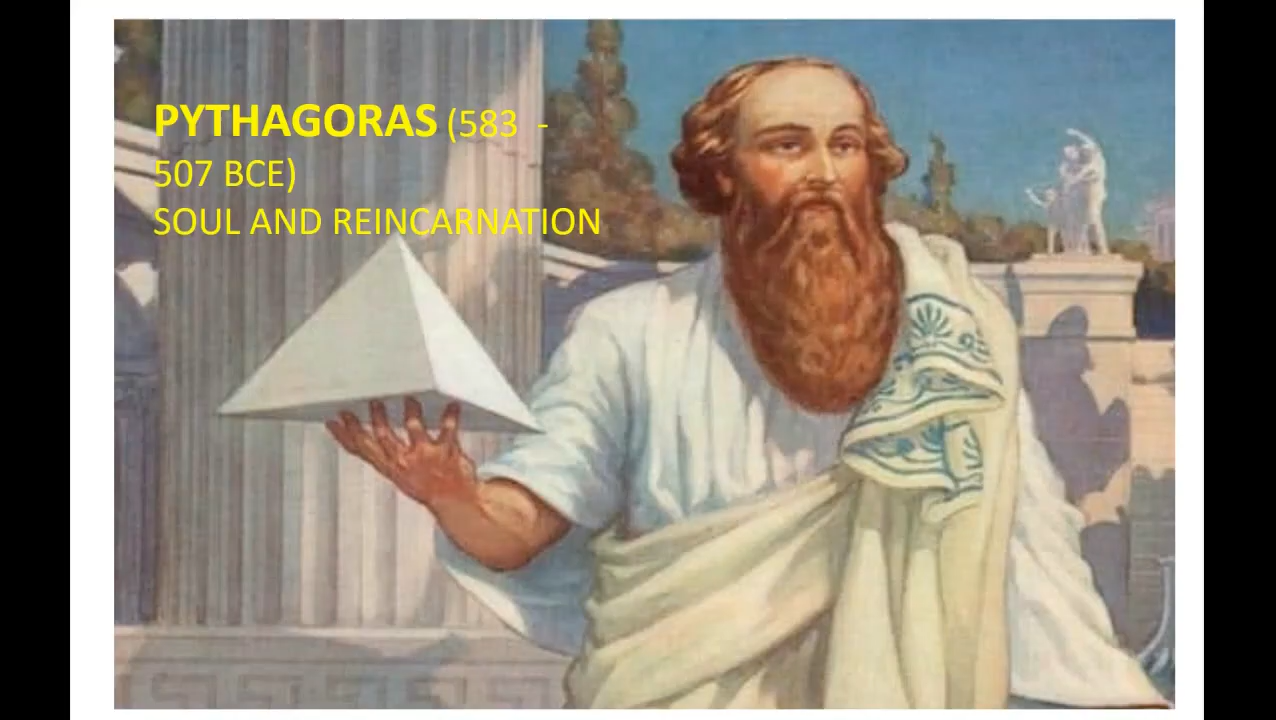 PYTHAGORAS (583 -
507 BCE)
SOUL AND REINCARNATION